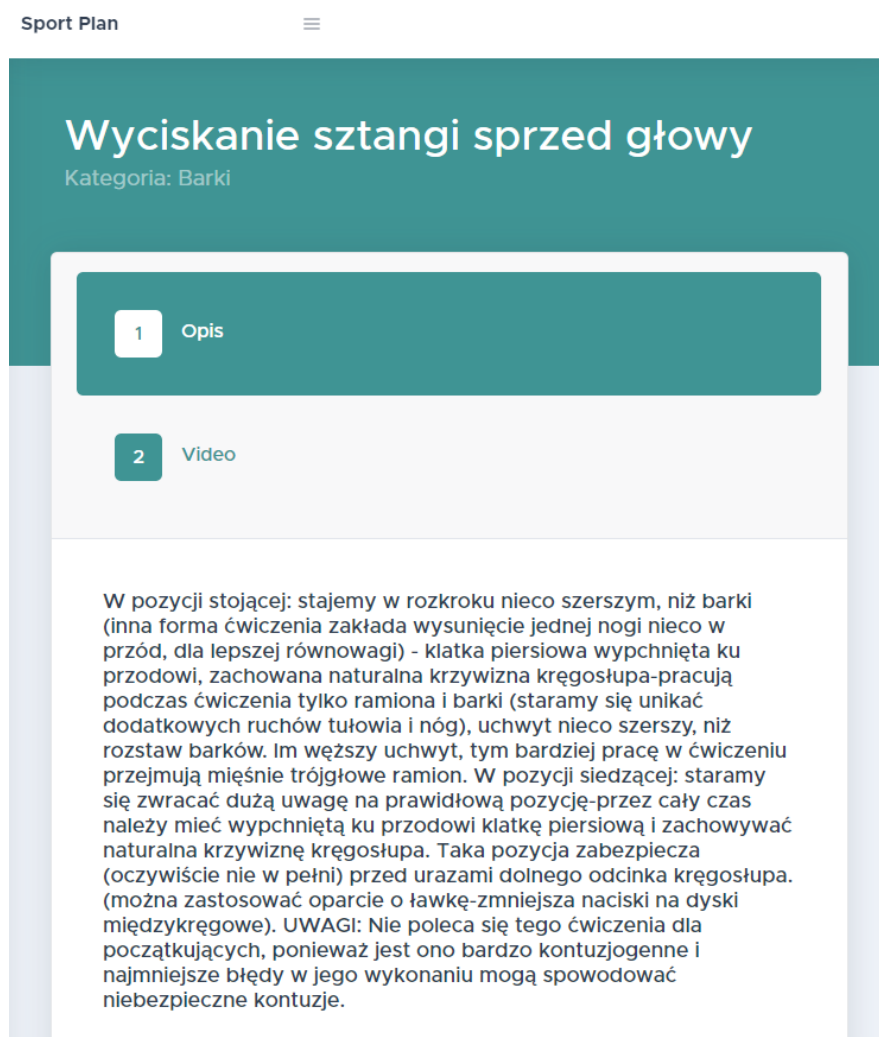 Sport Plan
Wyciskanie sztangi sprzed głowy
Kategoria: Barki
1 Opis
2 Video
W pozycji stojącej: stajemy w rozkroku nieco szerszym, niż barki
(inna forma ćwiczenia zakłada wysunięcie jednej nogi nieco w
przód, dla lepszej równowagi) - klatka piersiowa wypchnięta ku
przodowi, zachowana naturalna krzywizna kręgosłupa-pracują
podczas ćwiczenia tylko ramiona i barki (staramy się unikać
dodatkowych ruchów tułowia i nóg), uchwyt nieco szerszy, niż
rozstaw barków. Im węższy uchwyt, tym bardziej pracę w ćwiczeniu
przejmują mięśnie trójgłowe ramion. W pozycji siedzącej: staramy
się zwracać dużą uwagę na prawidłową pozycję-przez cały czas
należy mieć wypchniętą ku przodowi klatkę piersiową i zachowywać
naturalna krzywiznę kręgosłupa. Taka pozycja zabezpiecza
(oczywiście nie w pełni) przed urazami dolnego odcinka kręgosłupa.
(można zastosować oparcie o ławkę-zmniejsza naciski na dyski
międzykręgowe). UWAGI: Nie poleca się tego ćwiczenia dla
początkujących, ponieważ jest ono bardzo kontuzjogenne i
najmniejsze błędy w jego wykonaniu mogą spowodować
niebezpieczne kontuzje.